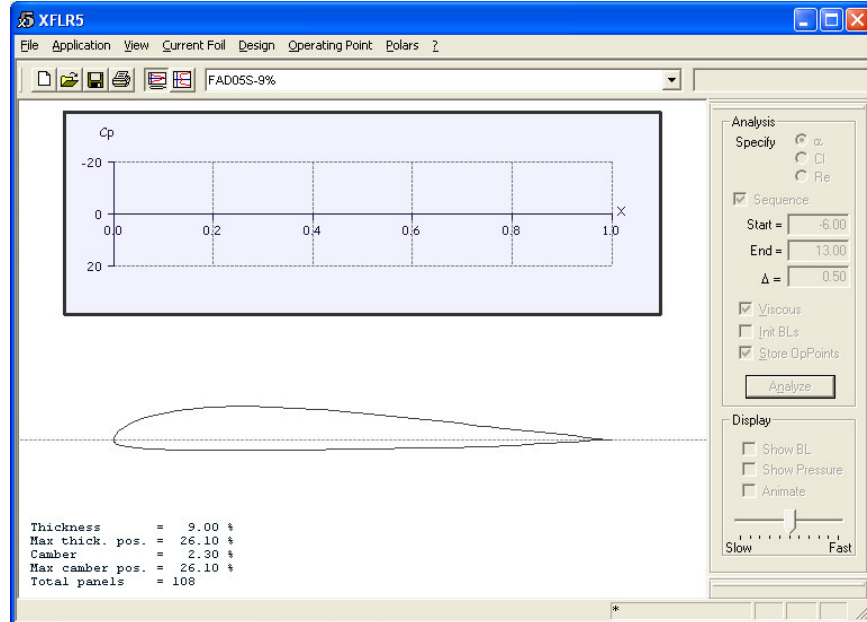 XFLR5
File Application View Current Foil Design Operating Point Polars ?
FAD05S-9%
Cp
-20
0
X
0.0 0.2 0.4 0.6 0.8 1.0
20
Thickness = 9.00 %
Max thick. pos. = 26.10 %
Camber = 2.30 %
Max camber pos. = 26.10 %
Total panels = 108
Analysis
Specify α
Cl
Re
Sequence
Start = -6.00
End = 13.00
Δ = 0.50
Viscous
Init BLs
Store OpPoints
Analyze
Display
Show BL
Show Pressure
Animate
Slow Fast
*